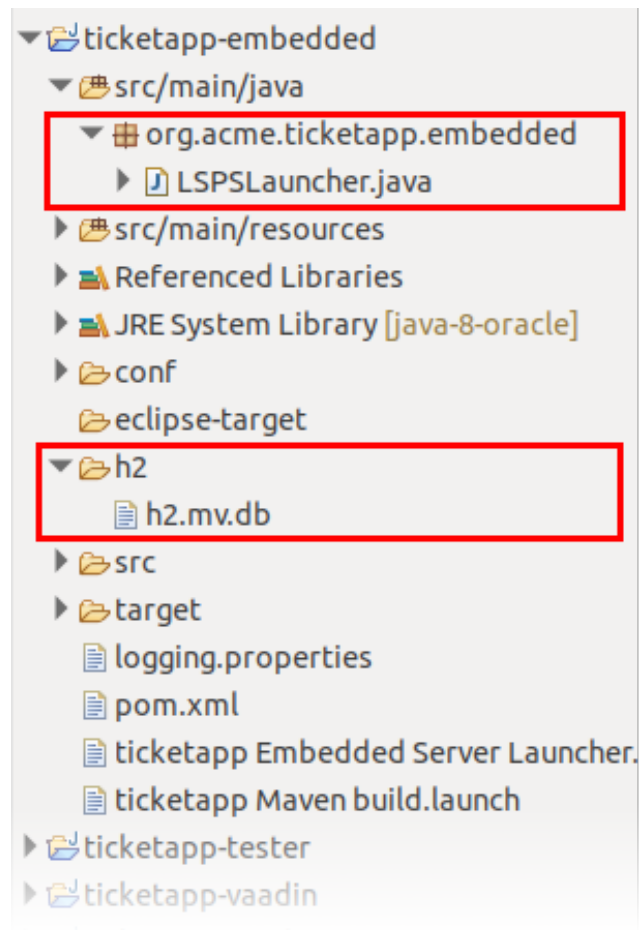 ticketapp-embedded
src/main/java
org.acme.ticketapp.embedded
LSPSLauncher.java
src/main/resources
Referenced Libraries
JRE System Library [java-8-oracle]
conf
eclipse-target
h2
h2.mv.db
src
target
logging.properties
pom.xml
ticketapp Embedded Server Launcher.
ticketapp Maven build.launch
ticketapp-tester
ticketapp-vaadin